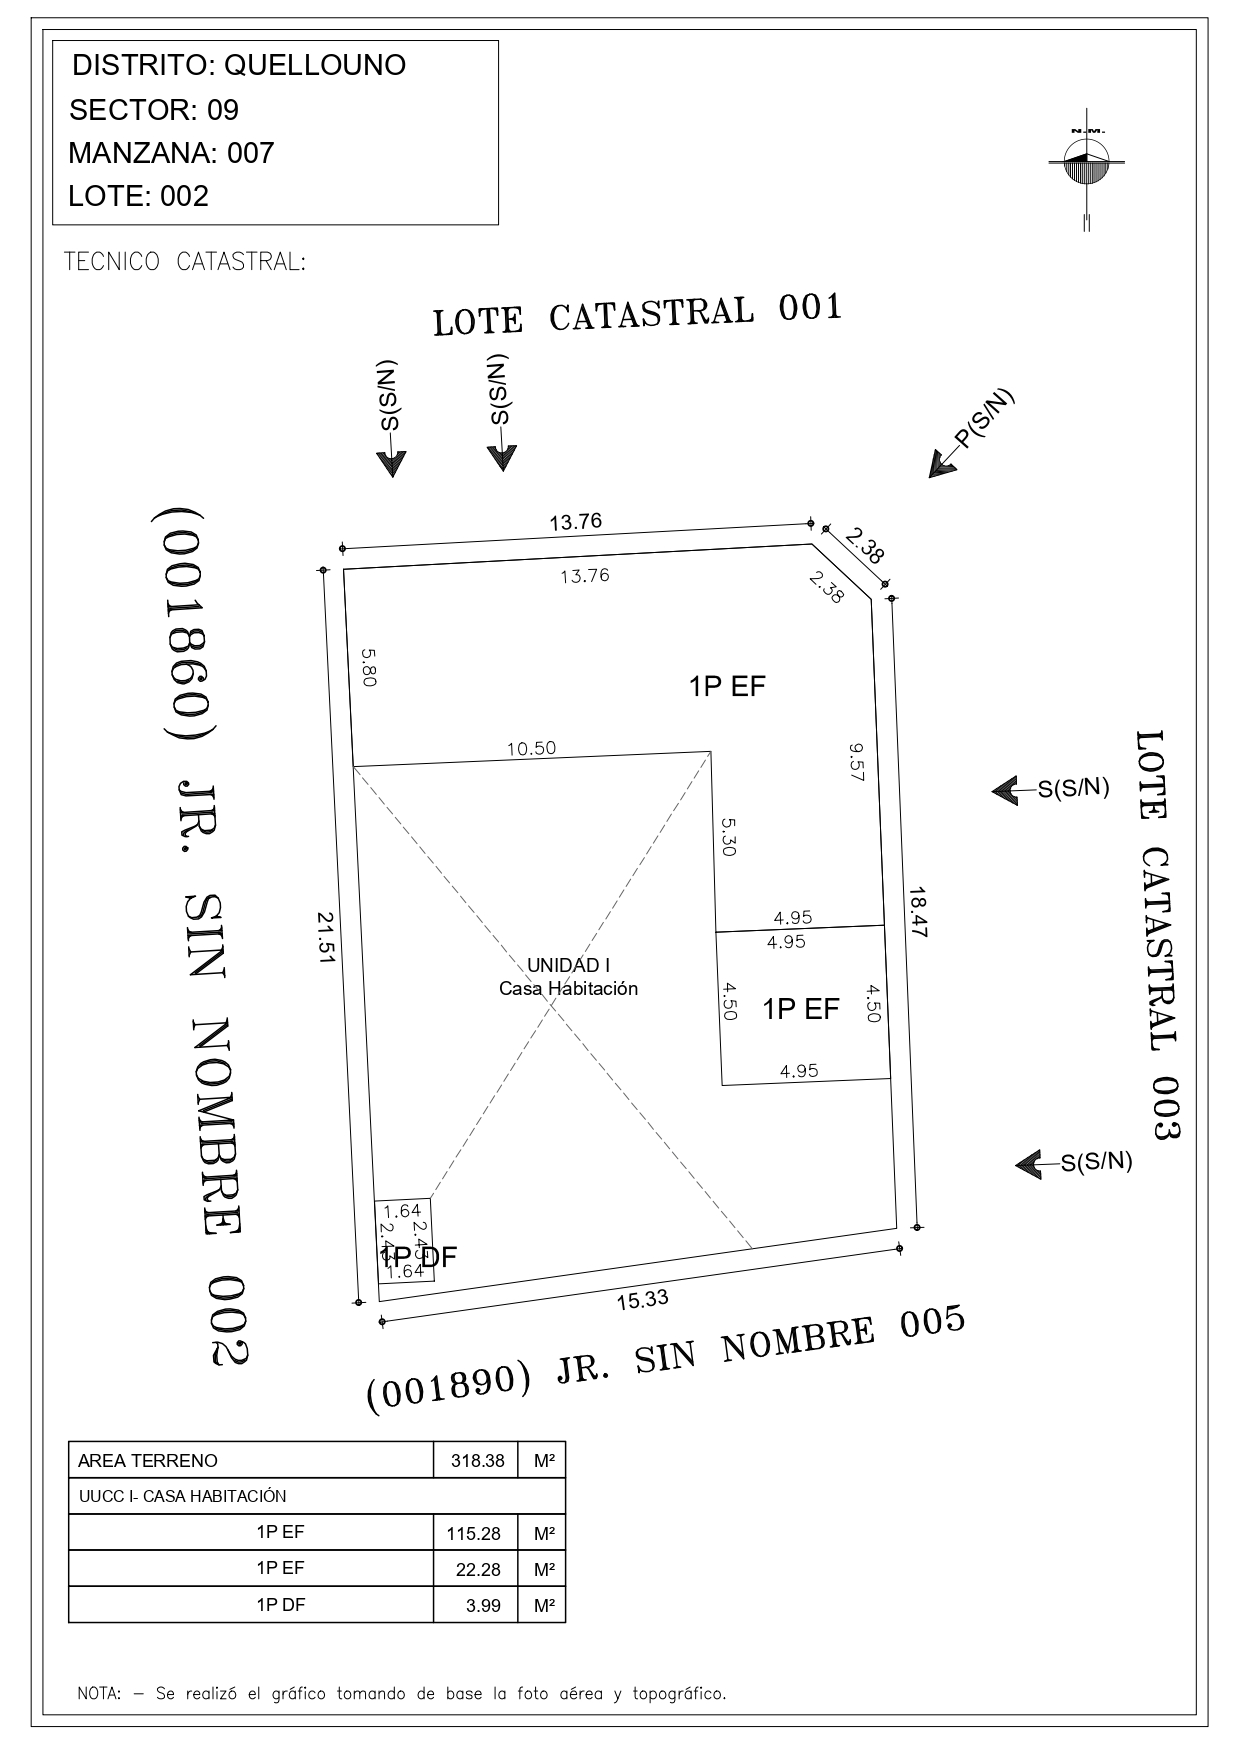 DISTRITO: QUELLOUNO
SECTOR: 09
MANZANA: 007
LOTE: 002
N.M.
TECNICO CATASTRAL:
LOTE CATASTRAL 001
S(S/N)
S(S/N)
P(S/N)
13.76
2.38
13.76
2.38
(001860) JR. SIN NOMBRE 002
5.80
1P EF
10.50
9.57
LOTE CATASTRAL 003
S(S/N)
5.30
21.51
18.47
4.95
4.95
UNIDAD I
Casa Habitación
4.50
1P EF
4.50
4.95
S(S/N)
1.64
2.43
2.43
1P DF
1.64
15.33
(001890) JR. SIN NOMBRE 005
AREA TERRENO 318.38 M²
UUCC I- CASA HABITACIÓN
1P EF 115.28 M²
1P EF 22.28 M²
1P DF 3.99 M²
NOTA: - Se realizó el gráfico tomando de base la foto aérea y topográfico.